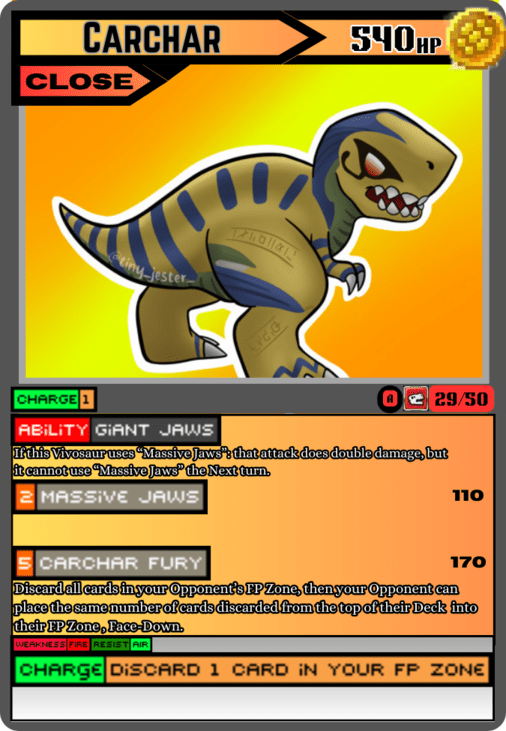 CARCHAR
540HP
CLOSE
@tiny_jester_
CHARGE 1
A 29/50
ABILITY GIANT JAWS
If this Vivosaur uses "Massive Jaws": that attack does double damage, but
it cannot use "Massive Jaws" the Next turn.
2 MASSIVE JAWS 110
5 CARCHAR FURY 170
Discard all cards in your Opponent's FP Zone, then your Opponent can
place the same number of cards discarded from the top of their Deck into
their FP Zone , Face-Down.
WEAKNESS FIRE RESIST AIR
CHARGE DISCARD 1 CARD IN YOUR FP ZONE